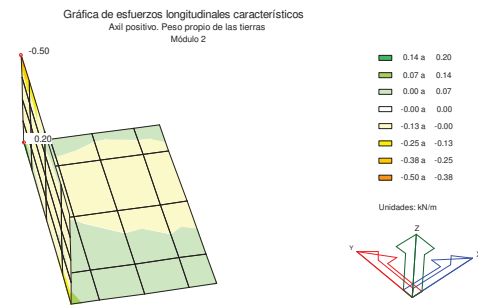 Gráfica de esfuerzos longitudinales característicos
Axil positivo. Peso propio de las tierras
Módulo 2
-0.50
0.20
0.14 a 0.20
0.07 a 0.14
0.00 a 0.07
-0.00 a 0.00
-0.13 a -0.00
-0.25 a -0.13
-0.38 a -0.25
-0.50 a -0.38
Unidades: kN/m
Z
Y
X